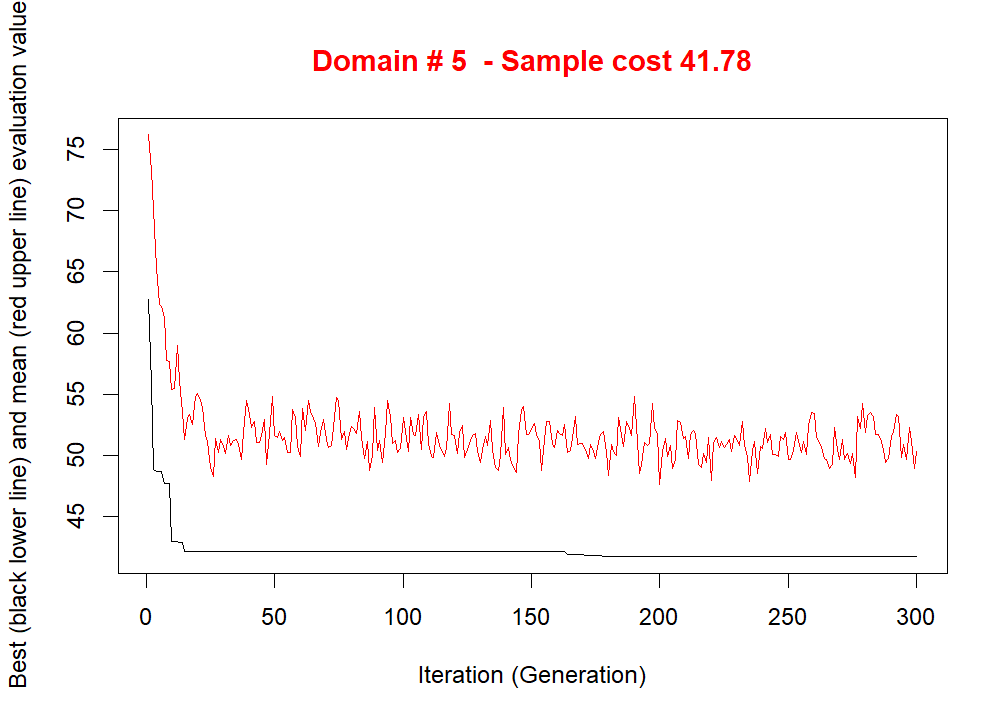 Domain # 5  - Sample cost 41.78
Best (black lower line) and mean (red upper line) evaluation value
75
70
65
60
55
50
45
0 50 100 150 200 250 300
Iteration (Generation)